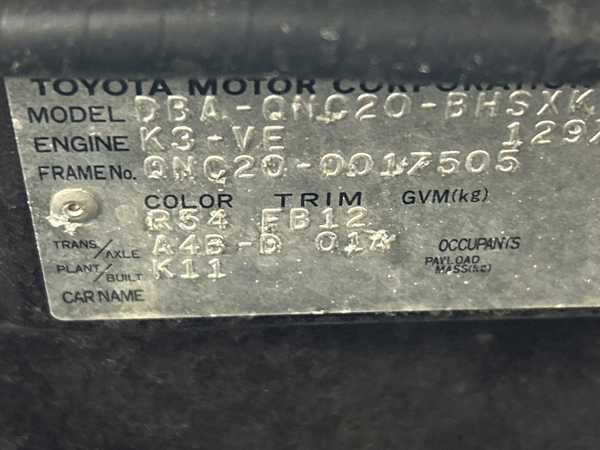 TOYOTA MOTOR CORPORATION
MODEL DBA-QNC20-BHSXK
ENGINE K3-VE 1297
FRAME No. QNC20-0017505
COLOR TRIM GVM(kg)
R54 FB12
TRANS./AXLE A4B-D 01A OCCUPANTS
PLANT/BUILT K11 PAYLOAD MASS(kg)
CAR NAME